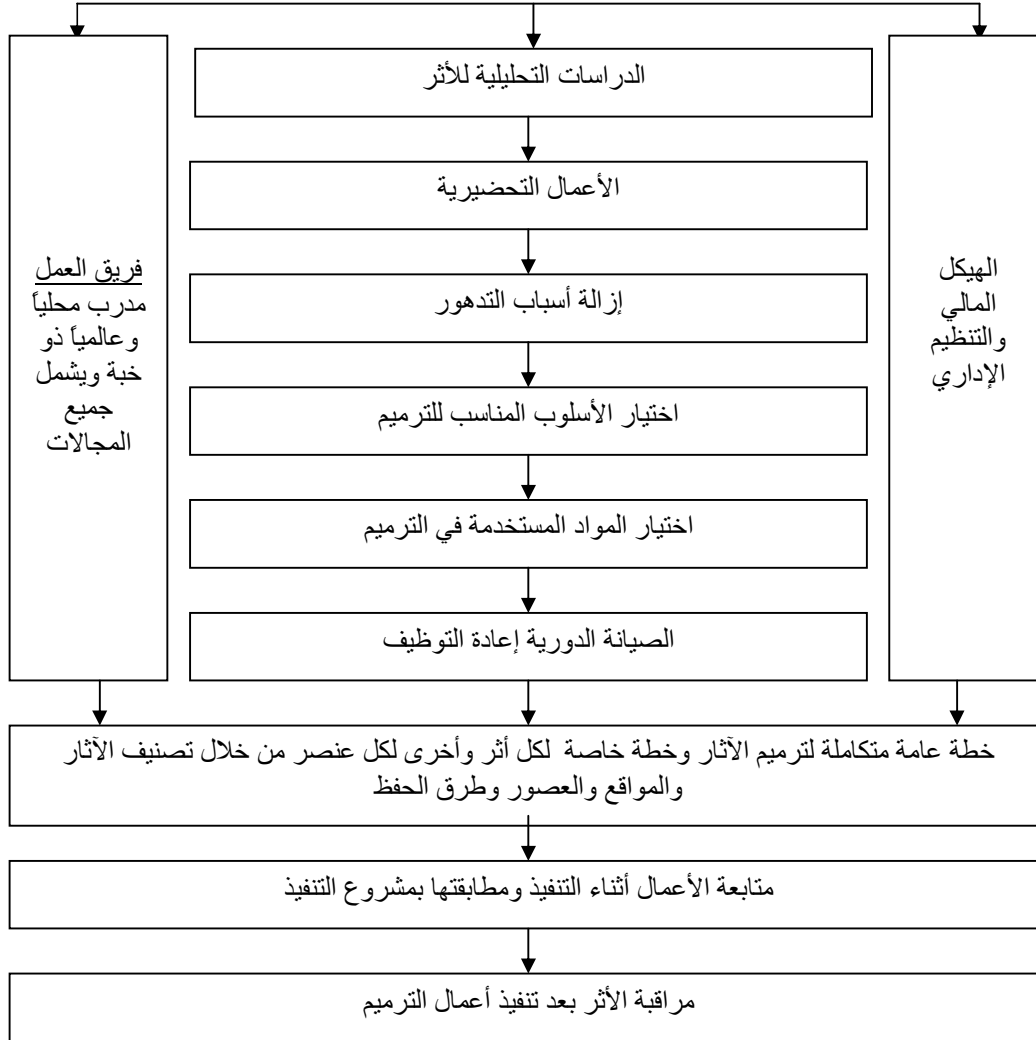 الدراسات التحليلية للأثر
الأعمال التحضيرية
إزالة أسباب التدهور
اختيار الأسلوب المناسب للترميم
اختيار المواد المستخدمة في الترميم
الصيانة الدورية إعادة التوظيف
الهيكل
المالي
والتنظيم
الإداري
فريق العمل
مدرب محلياً
وعالمياً ذو
خبة ويشمل
جميع
المجالات
خطة عامة متكاملة لترميم الآثار وخطة خاصة لكل أثر وأخرى لكل عنصر من خلال تصنيف الآثار
والمواقع والعصور وطرق الحفظ
متابعة الأعمال أثناء التنفيذ ومطابقتها بمشروع التنفيذ
مراقبة الأثر بعد تنفيذ أعمال الترميم